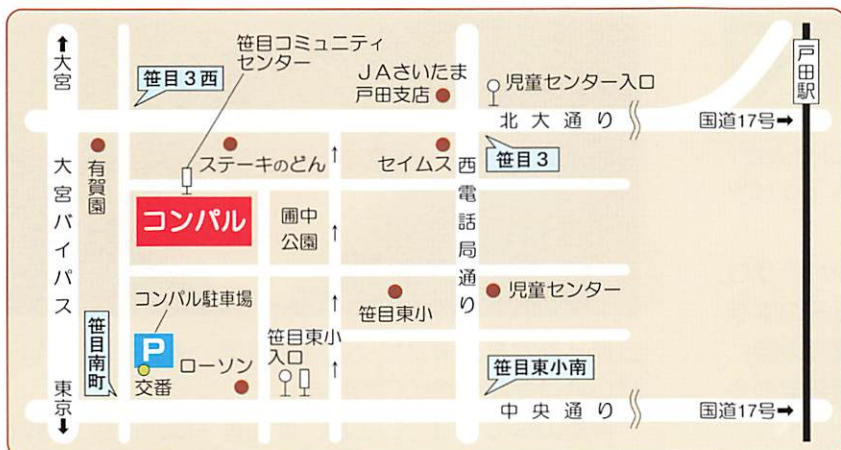 ↑
大宮
笹目3西
笹目コミュニティ
センター
JAさいたま
戸田支店
児童センター入口
戸田駅
北大通り
国道17号➡
有賀園
ステーキのどん
↑
セイムス
笹目3
大宮バイパス
西電話局通り
コンパル
圃中
公園
↑
コンパル駐車場
P
交番
笹目南町
ローソン
笹目東小
入口
↑
↑
笹目東小
児童センター
笹目東小南
東京
↓
中央通り
国道17号➡